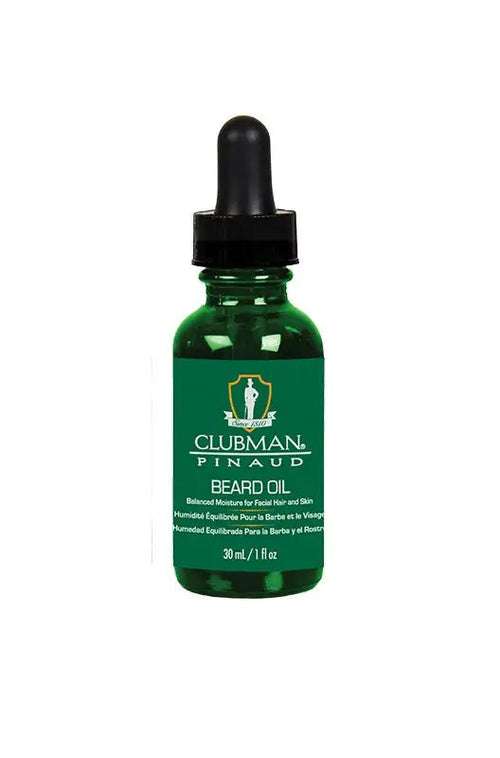 Since 1810
CLUBMAN®
PINAUD
BEARD OIL
Balanced Moisture for Facial Hair and Skin
Humidité Équilibrée Pour la Barbe et le Visage
Humedad Equilibrada Para la Barba y el Rostro
30 mL/1 fl oz